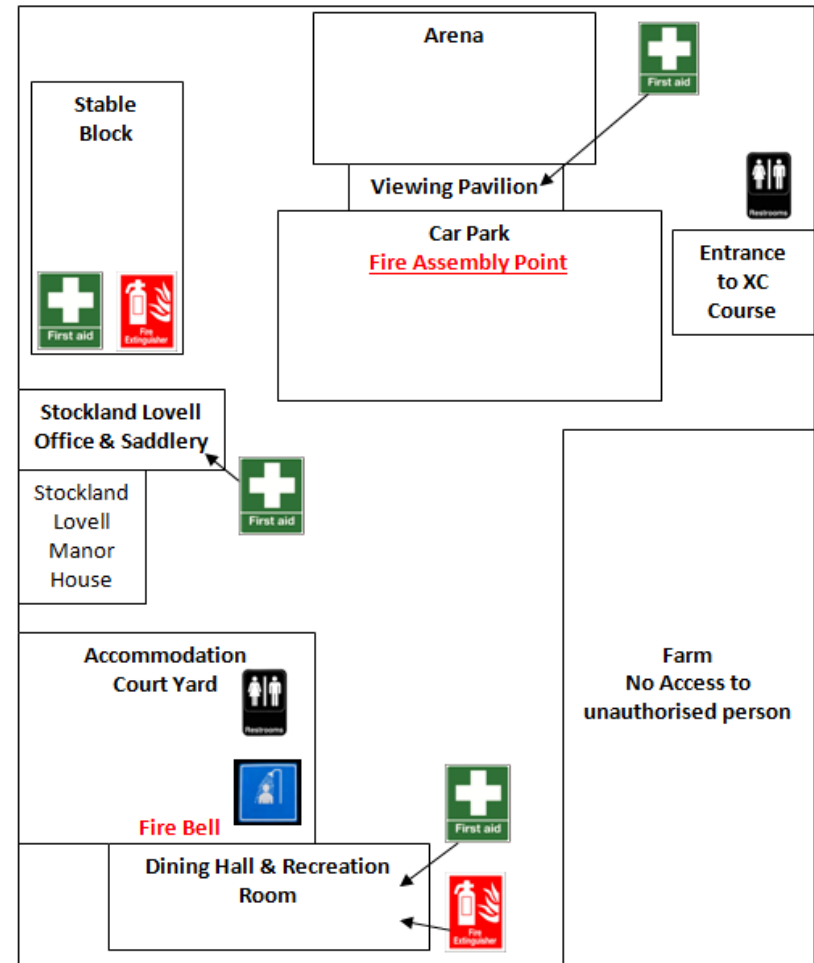 Arena
First aid
Stable
Block
Viewing Pavilion
Restrooms
Car Park
Fire Assembly Point
Entrance
to XC
Course
First aid
Fire
Extinguisher
Stockland Lovell
Office & Saddlery
First aid
Stockland
Lovell
Manor
House
Accommodation
Court Yard
Restrooms
Farm
No Access to
unauthorised person
Fire Bell
First aid
Dining Hall & Recreation
Room
Fire
Extinguisher